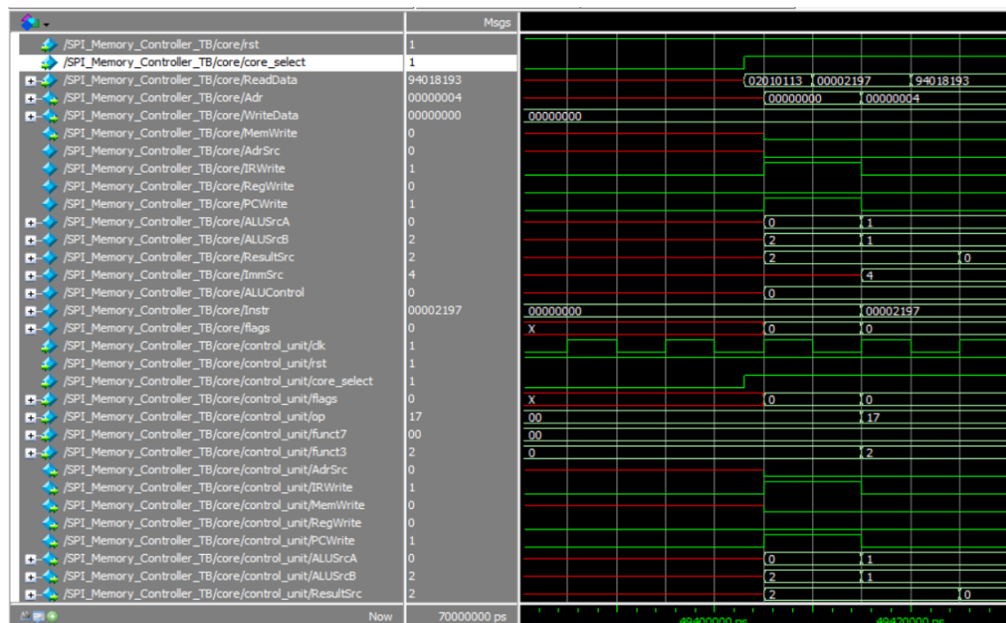 Msgs
/SPI_Memory_Controller_TB/core/rst 1
/SPI_Memory_Controller_TB/core/core_select 1
/SPI_Memory_Controller_TB/core/ReadData 94018193 02010113 00002197 94018193
/SPI_Memory_Controller_TB/core/Adr 00000004 00000000 00000004
/SPI_Memory_Controller_TB/core/WriteData 00000000 00000000
/SPI_Memory_Controller_TB/core/MemWrite 0
/SPI_Memory_Controller_TB/core/AdrSrc 0
/SPI_Memory_Controller_TB/core/IRWrite 1
/SPI_Memory_Controller_TB/core/RegWrite 0
/SPI_Memory_Controller_TB/core/PCWrite 1
/SPI_Memory_Controller_TB/core/ALUSrcA 0 0 1
/SPI_Memory_Controller_TB/core/ALUSrcB 2 2 1
/SPI_Memory_Controller_TB/core/ResultSrc 2 2 0
/SPI_Memory_Controller_TB/core/ImmSrc 4 4
/SPI_Memory_Controller_TB/core/ALUControl 0 0
/SPI_Memory_Controller_TB/core/Instr 00002197 00000000 00002197
/SPI_Memory_Controller_TB/core/flags 0 X 0 0
/SPI_Memory_Controller_TB/core/control_unit/clk 1
/SPI_Memory_Controller_TB/core/control_unit/rst 1
/SPI_Memory_Controller_TB/core/control_unit/core_select 1
/SPI_Memory_Controller_TB/core/control_unit/flags 0 X 0 0
/SPI_Memory_Controller_TB/core/control_unit/op 17 00 17
/SPI_Memory_Controller_TB/core/control_unit/funct7 00 00
/SPI_Memory_Controller_TB/core/control_unit/funct3 2 0 2
/SPI_Memory_Controller_TB/core/control_unit/AdrSrc 0
/SPI_Memory_Controller_TB/core/control_unit/IRWrite 1
/SPI_Memory_Controller_TB/core/control_unit/MemWrite 0
/SPI_Memory_Controller_TB/core/control_unit/RegWrite 0
/SPI_Memory_Controller_TB/core/control_unit/PCWrite 1
/SPI_Memory_Controller_TB/core/control_unit/ALUSrcA 0 0 1
/SPI_Memory_Controller_TB/core/control_unit/ALUSrcB 2 2 1
/SPI_Memory_Controller_TB/core/control_unit/ResultSrc 2 2 0
Now 70000000 ps 49400000 ps 49420000 ps